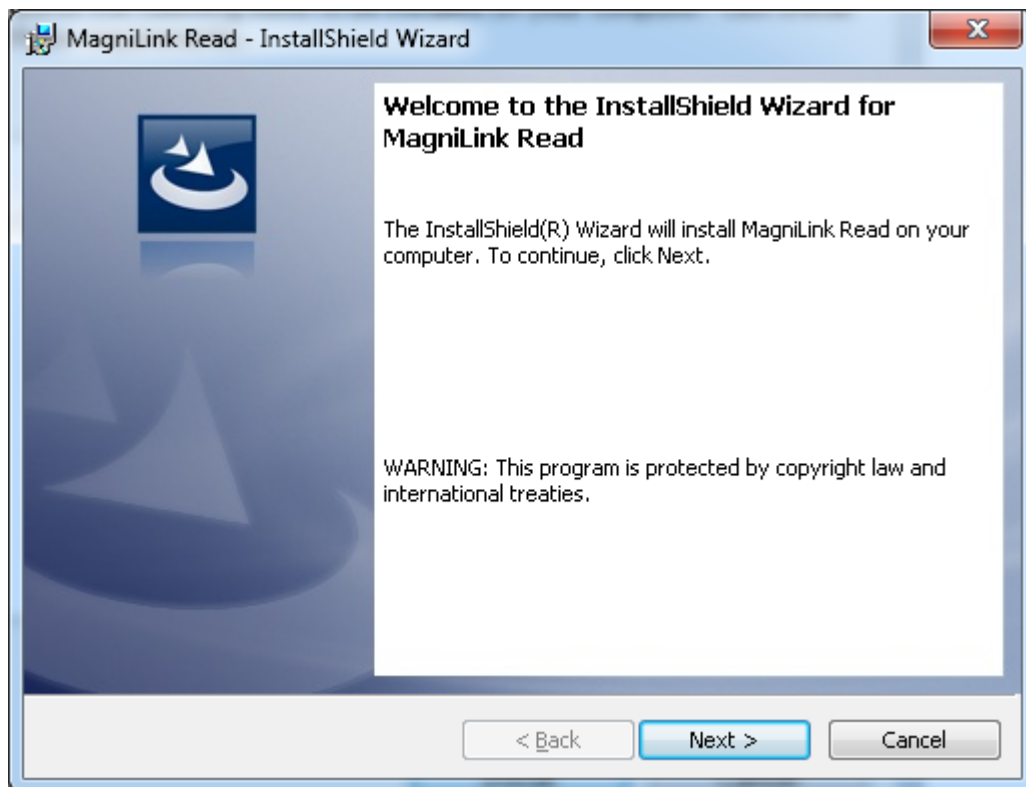 MagniLink Read - InstallShield Wizard
Welcome to the InstallShield Wizard for
MagniLink Read
The InstallShield(R) Wizard will install MagniLink Read on your
computer. To continue, click Next.
WARNING: This program is protected by copyright law and
international treaties.
< Back
Next >
Cancel